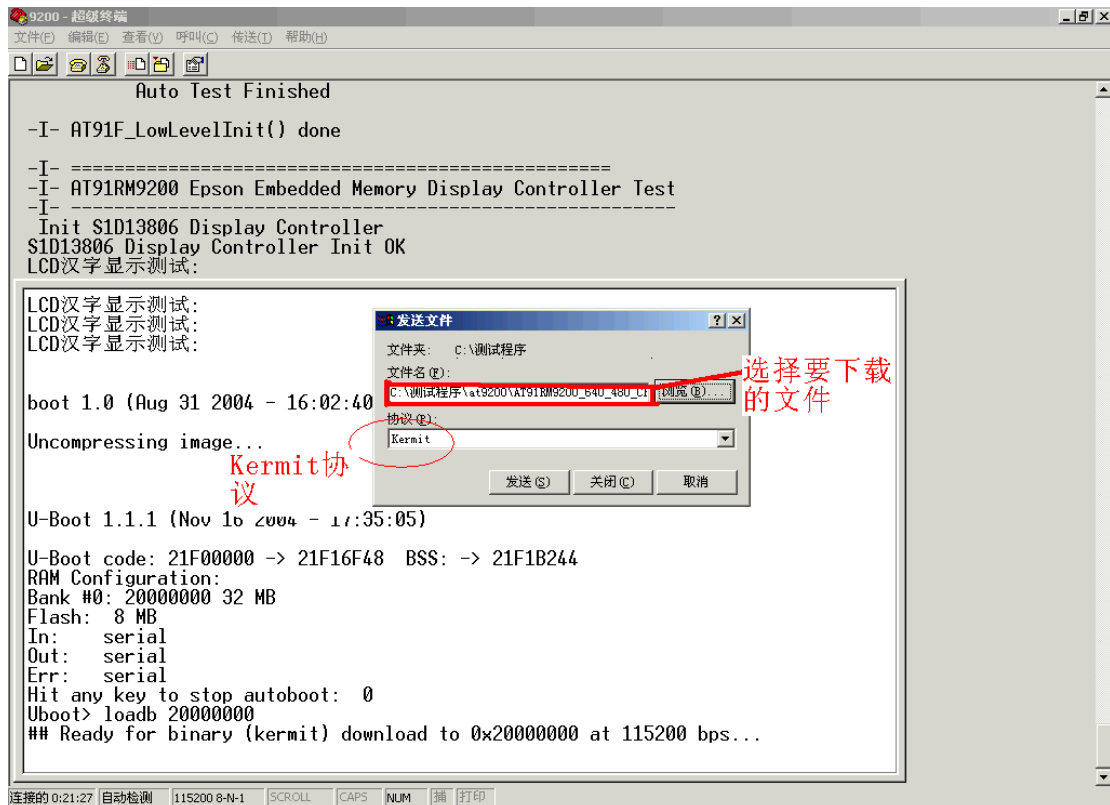 9200 - 超级终端
文件(F) 编辑(E) 查看(V) 呼叫(C) 传送(T) 帮助(H)
Auto Test Finished
-I- AT91F_LowLevelInit() done
-I- ==================================================
-I- AT91RM9200 Epson Embedded Memory Display Controller Test
-I- --------------------------------------------------------
Init S1D13806 Display Controller
S1D13806 Display Controller Init OK
LCD汉字显示测试:
LCD汉字显示测试:
LCD汉字显示测试:
LCD汉字显示测试:
boot 1.0 (Aug 31 2004 - 16:02:40
Uncompressing image...
发送文件
文件夹: C:\测试程序
文件名(F):
C:\测试程序\at9200\AT91RM9200_640_480_
浏览(B)...
协议(P):
Kermit
发送(S) 关闭(C) 取消
选择要下载
的文件
Kermit协
议
U-Boot 1.1.1 (Nov 16 2004 - 17:35:05)
U-Boot code: 21F00000 -> 21F16F48 BSS: -> 21F1B244
RAM Configuration:
Bank #0: 20000000 32 MB
Flash: 8 MB
In: serial
Out: serial
Err: serial
Hit any key to stop autoboot: 0
Uboot> loadb 20000000
## Ready for binary (kermit) download to 0x20000000 at 115200 bps...
连接的 0:21:27 自动检测 115200 8-N-1 SCROLL CAPS NUM 捕 打印